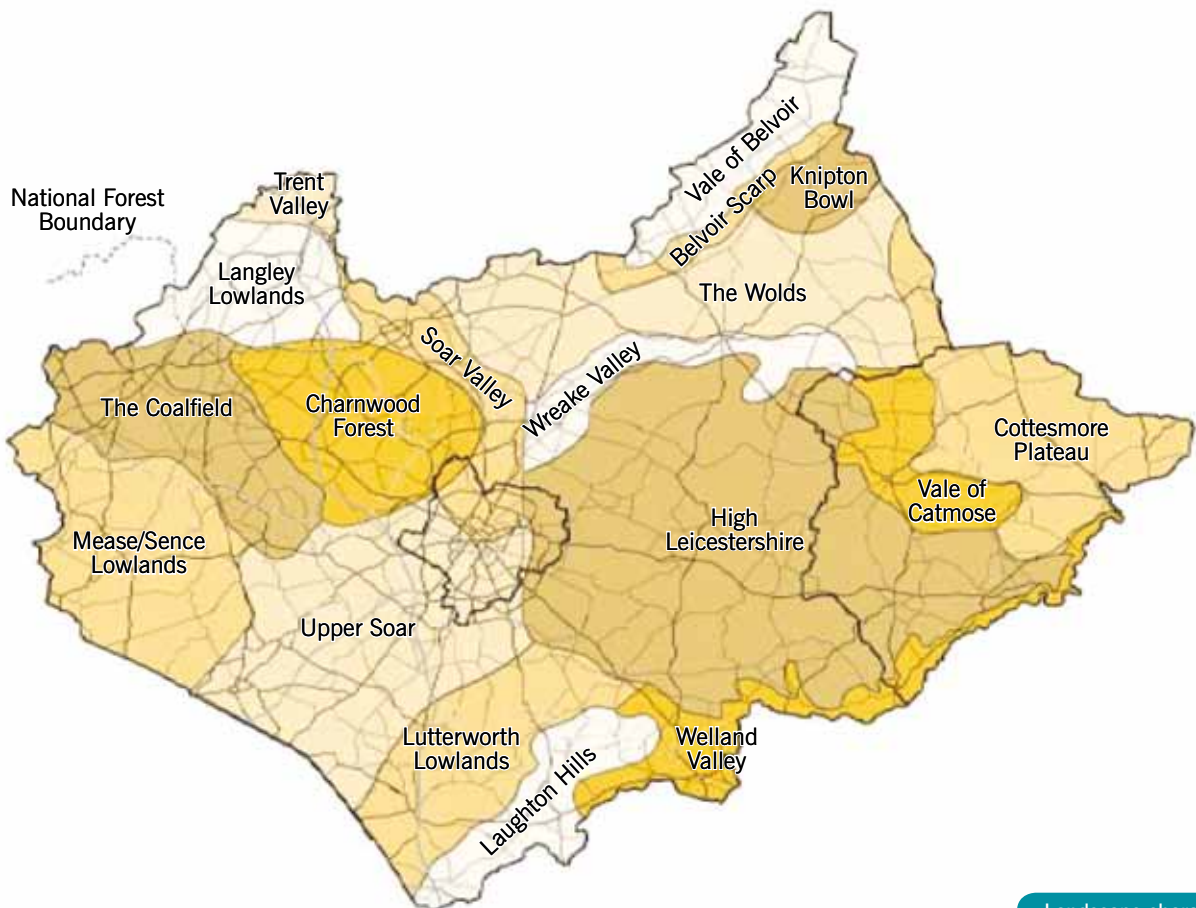 Vale of Belvoir
Knipton
Bowl
Belvoir Scarp
Trent
Valley
National Forest
Boundary
Langley
Lowlands
The Wolds
Soar Valley
Wreake Valley
The Coalfield
Charnwood
Forest
Cottesmore
Plateau
Vale of
Catmose
High
Leicestershire
Mease/Sence
Lowlands
Upper Soar
Lutterworth
Lowlands
Welland
Valley
Laughton Hills